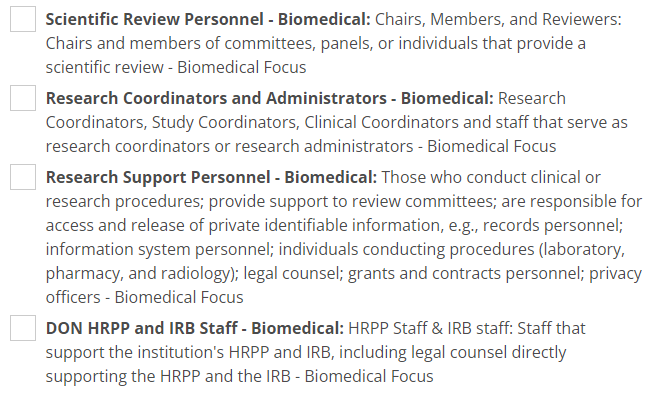 Scientific Review Personnel - Biomedical: Chairs, Members, and Reviewers:
Chairs and members of committees, panels, or individuals that provide a
scientific review - Biomedical Focus
Research Coordinators and Administrators - Biomedical: Research
Coordinators, Study Coordinators, Clinical Coordinators and staff that serve as
research coordinators or research administrators - Biomedical Focus
Research Support Personnel - Biomedical: Those who conduct clinical or
research procedures; provide support to review committees; are responsible for
access and release of private identifiable information, e.g., records personnel;
information system personnel; individuals conducting procedures (laboratory,
pharmacy, and radiology); legal counsel; grants and contracts personnel; privacy
officers - Biomedical Focus
DON HRPP and IRB Staff - Biomedical: HRPP Staff & IRB staff: Staff that
support the institution's HRPP and IRB, including legal counsel directly
supporting the HRPP and the IRB - Biomedical Focus